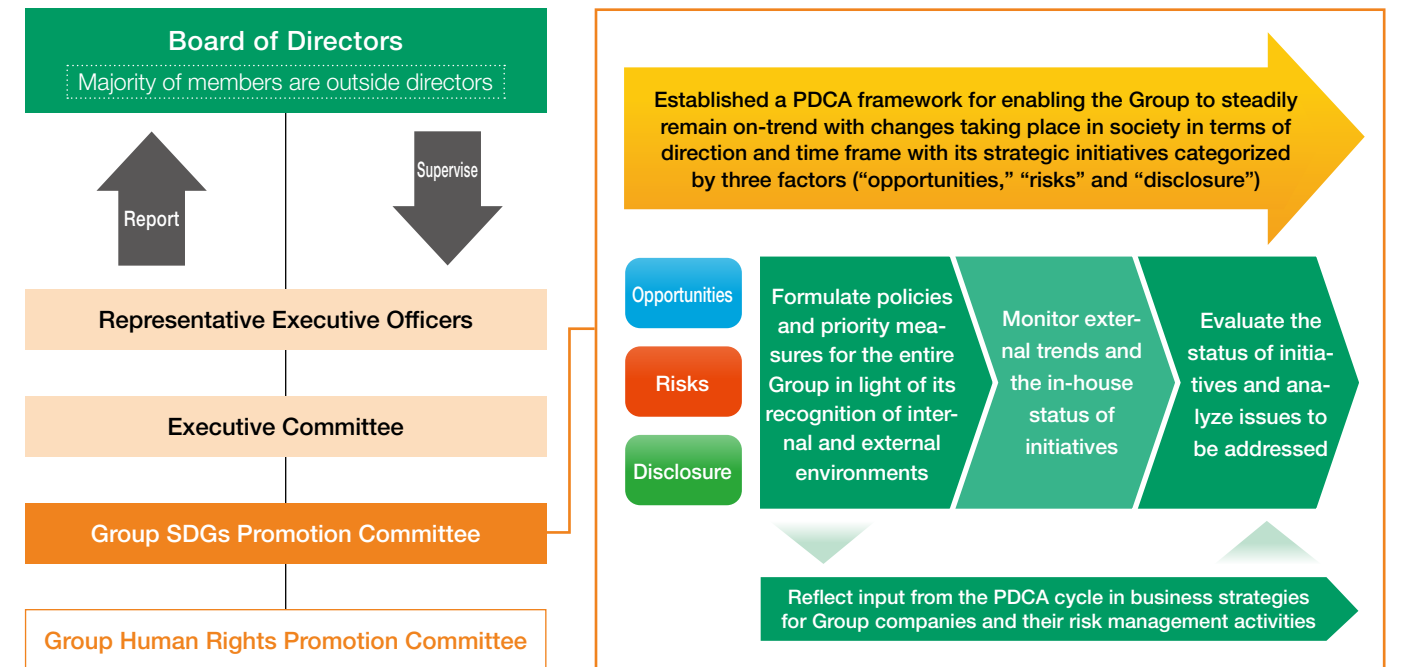 Board of Directors
Majority of members are outside directors
Report
Supervise
Representative Executive Officers
Executive Committee
Group SDGs Promotion Committee
Group Human Rights Promotion Committee
Established a PDCA framework for enabling the Group to steadily
remain on-trend with changes taking place in society in terms of
direction and time frame with its strategic initiatives categorized
by three factors (“opportunities,” “risks” and “disclosure”)
Opportunities
Risks
Disclosure
Formulate policies
and priority mea-
sures for the entire
Group in light of its
recognition of inter-
nal and external
environments
Monitor exter-
nal trends and
the in-house
status of
initiatives
Evaluate the
status of initia-
tives and ana-
lyze issues to
be addressed
Reflect input from the PDCA cycle in business strategies
for Group companies and their risk management activities